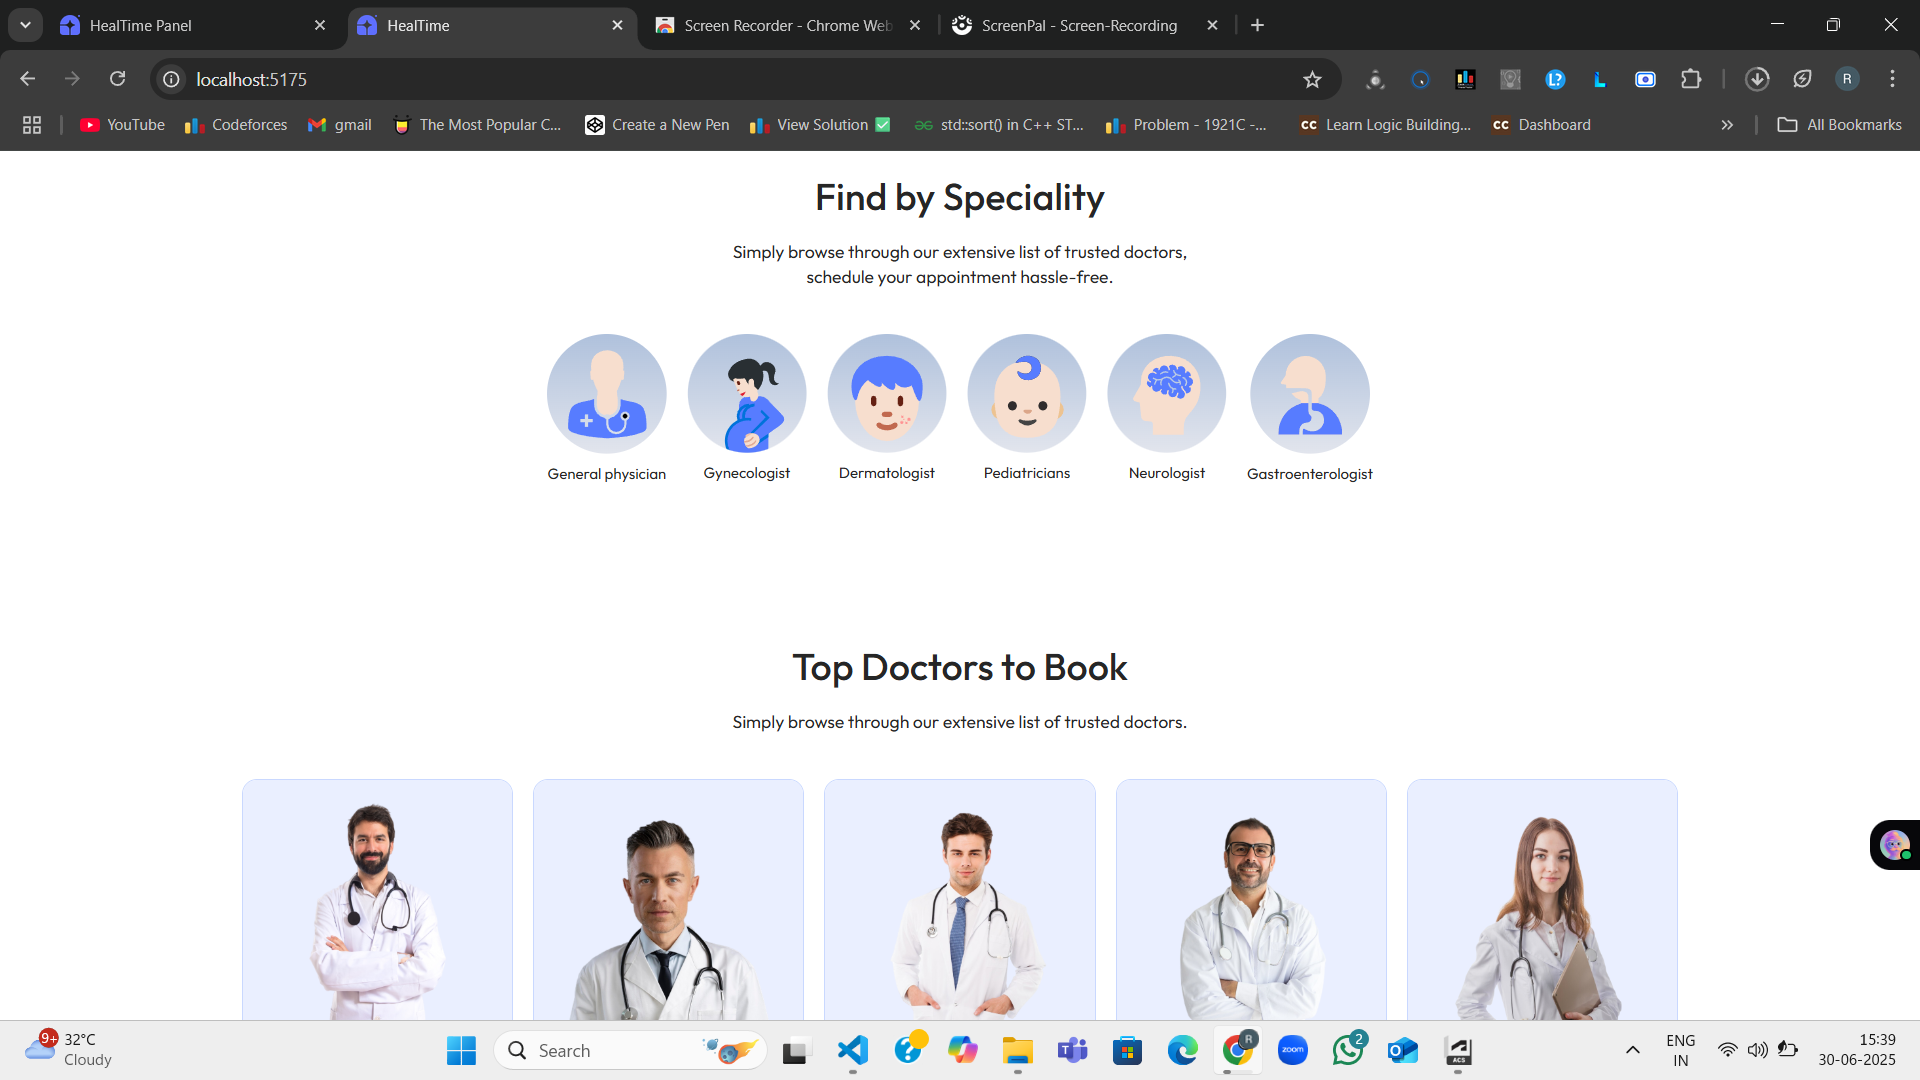 HealTime Panel
HealTime
Screen Recorder - Chrome Web
ScreenPal - Screen-Recording
localhost:5175
R
YouTube
Codeforces
gmail
The Most Popular C...
Create a New Pen
View Solution ✅
std::sort() in C++ ST...
Problem - 1921C -...
CC Learn Logic Building...
CC Dashboard
All Bookmarks
Find by Speciality
Simply browse through our extensive list of trusted doctors,
schedule your appointment hassle-free.
General physician
Gynecologist
Dermatologist
Pediatricians
Neurologist
Gastroenterologist
Top Doctors to Book
Simply browse through our extensive list of trusted doctors.
9+
32°C
Cloudy
Search
R
zoom
2
ACS
ENG
IN
15:39
30-06-2025